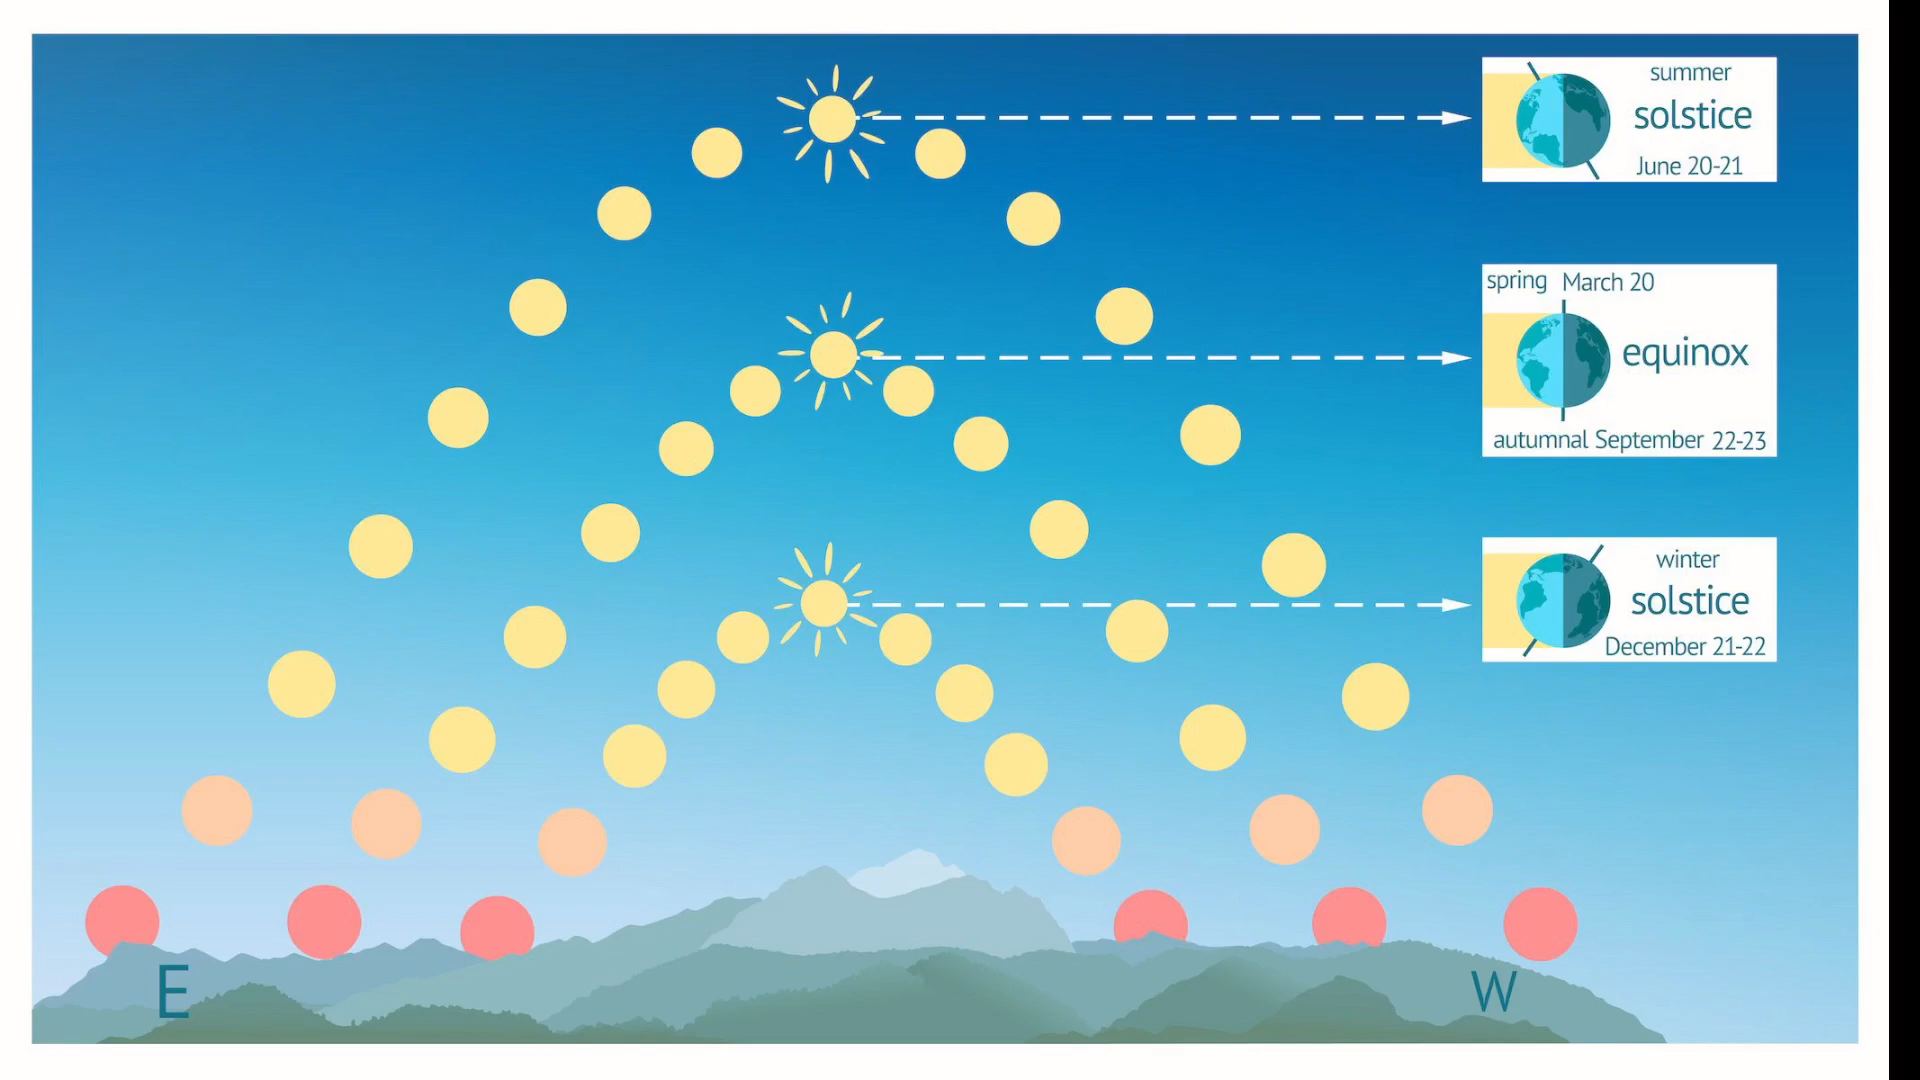 summer
solstice
June 20-21
spring March 20
equinox
autumnal September 22-23
winter
solstice
December 21-22
E
W